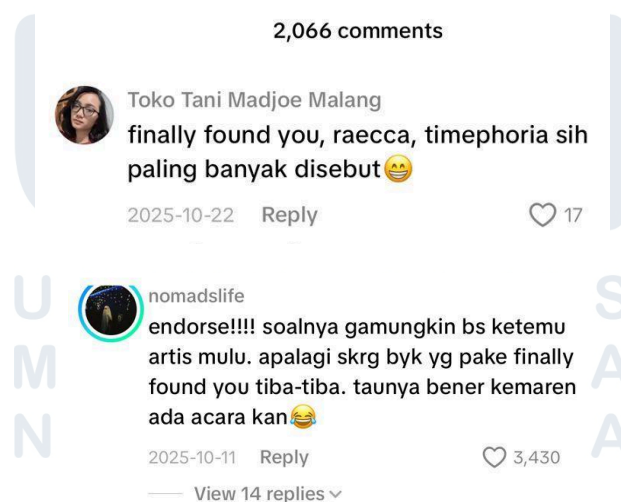 2,066 comments
Toko Tani Madjoe Malang
finally found you, raecca, timephoria sih
paling banyak disebut😁
2025-10-22 Reply 17
nomadslife
endorse!!!! soalnya gamungkin bs ketemu
artis mulu. apalagi skrg byk yg pake finally
found you tiba-tiba. taunya bener kemaren
ada acara kan😂
2025-10-11 Reply 3,430
View 14 replies
U
M
N
S
A
A